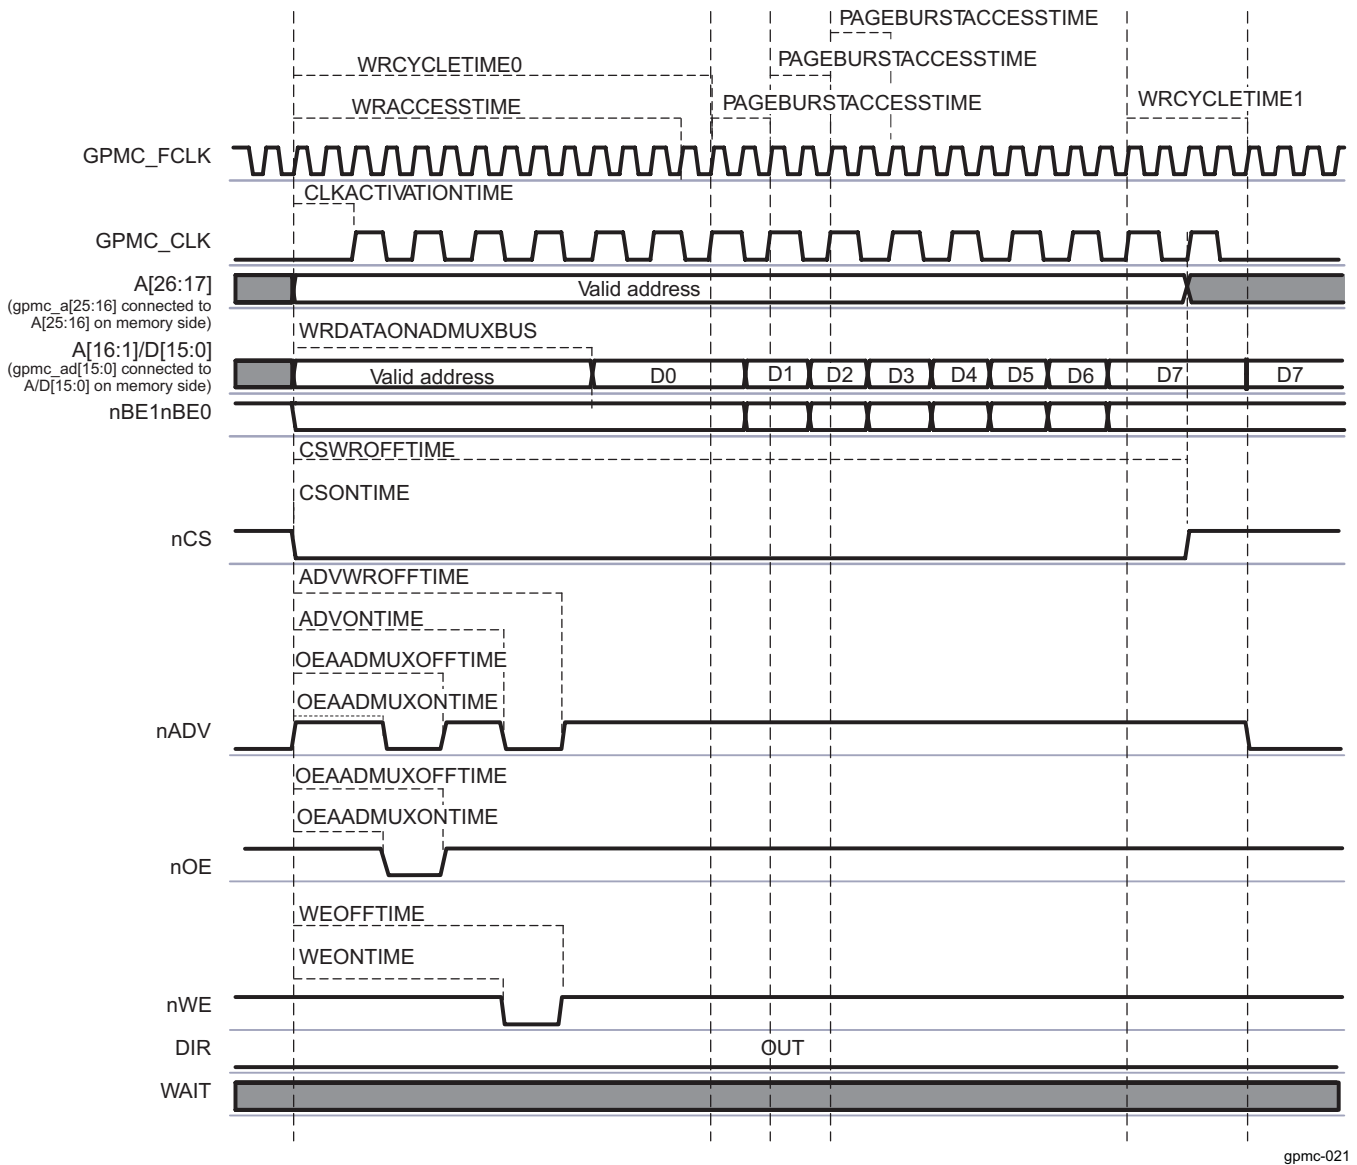 PAGEBURSTACCESSTIME
WRCYCLETIME0
PAGEBURSTACCESSTIME
WRACCESSTIME
PAGEBURSTACCESSTIME
WRCYCLETIME1
GPMC_FCLK
CLKACTIVATIONTIME
GPMC_CLK
A[26:17]
(gpmc_a[25:16] connected to
A[25:16] on memory side)
Valid address
WRDATAONADMUXBUS
A[16:1]/D[15:0]
(gpmc_ad[15:0] connected to
A/D[15:0] on memory side)
Valid address D0 D1 D2 D3 D4 D5 D6 D7 D7
nBE1nBE0
CSWROFFTIME
CSONTIME
nCS
ADVWROFFTIME
ADVONTIME
OEAADMUXOFFTIME
OEAADMUXONTIME
nADV
OEAADMUXOFFTIME
OEAADMUXONTIME
nOE
WEOFFTIME
WEONTIME
nWE
DIR OUT
WAIT
gpmc-021